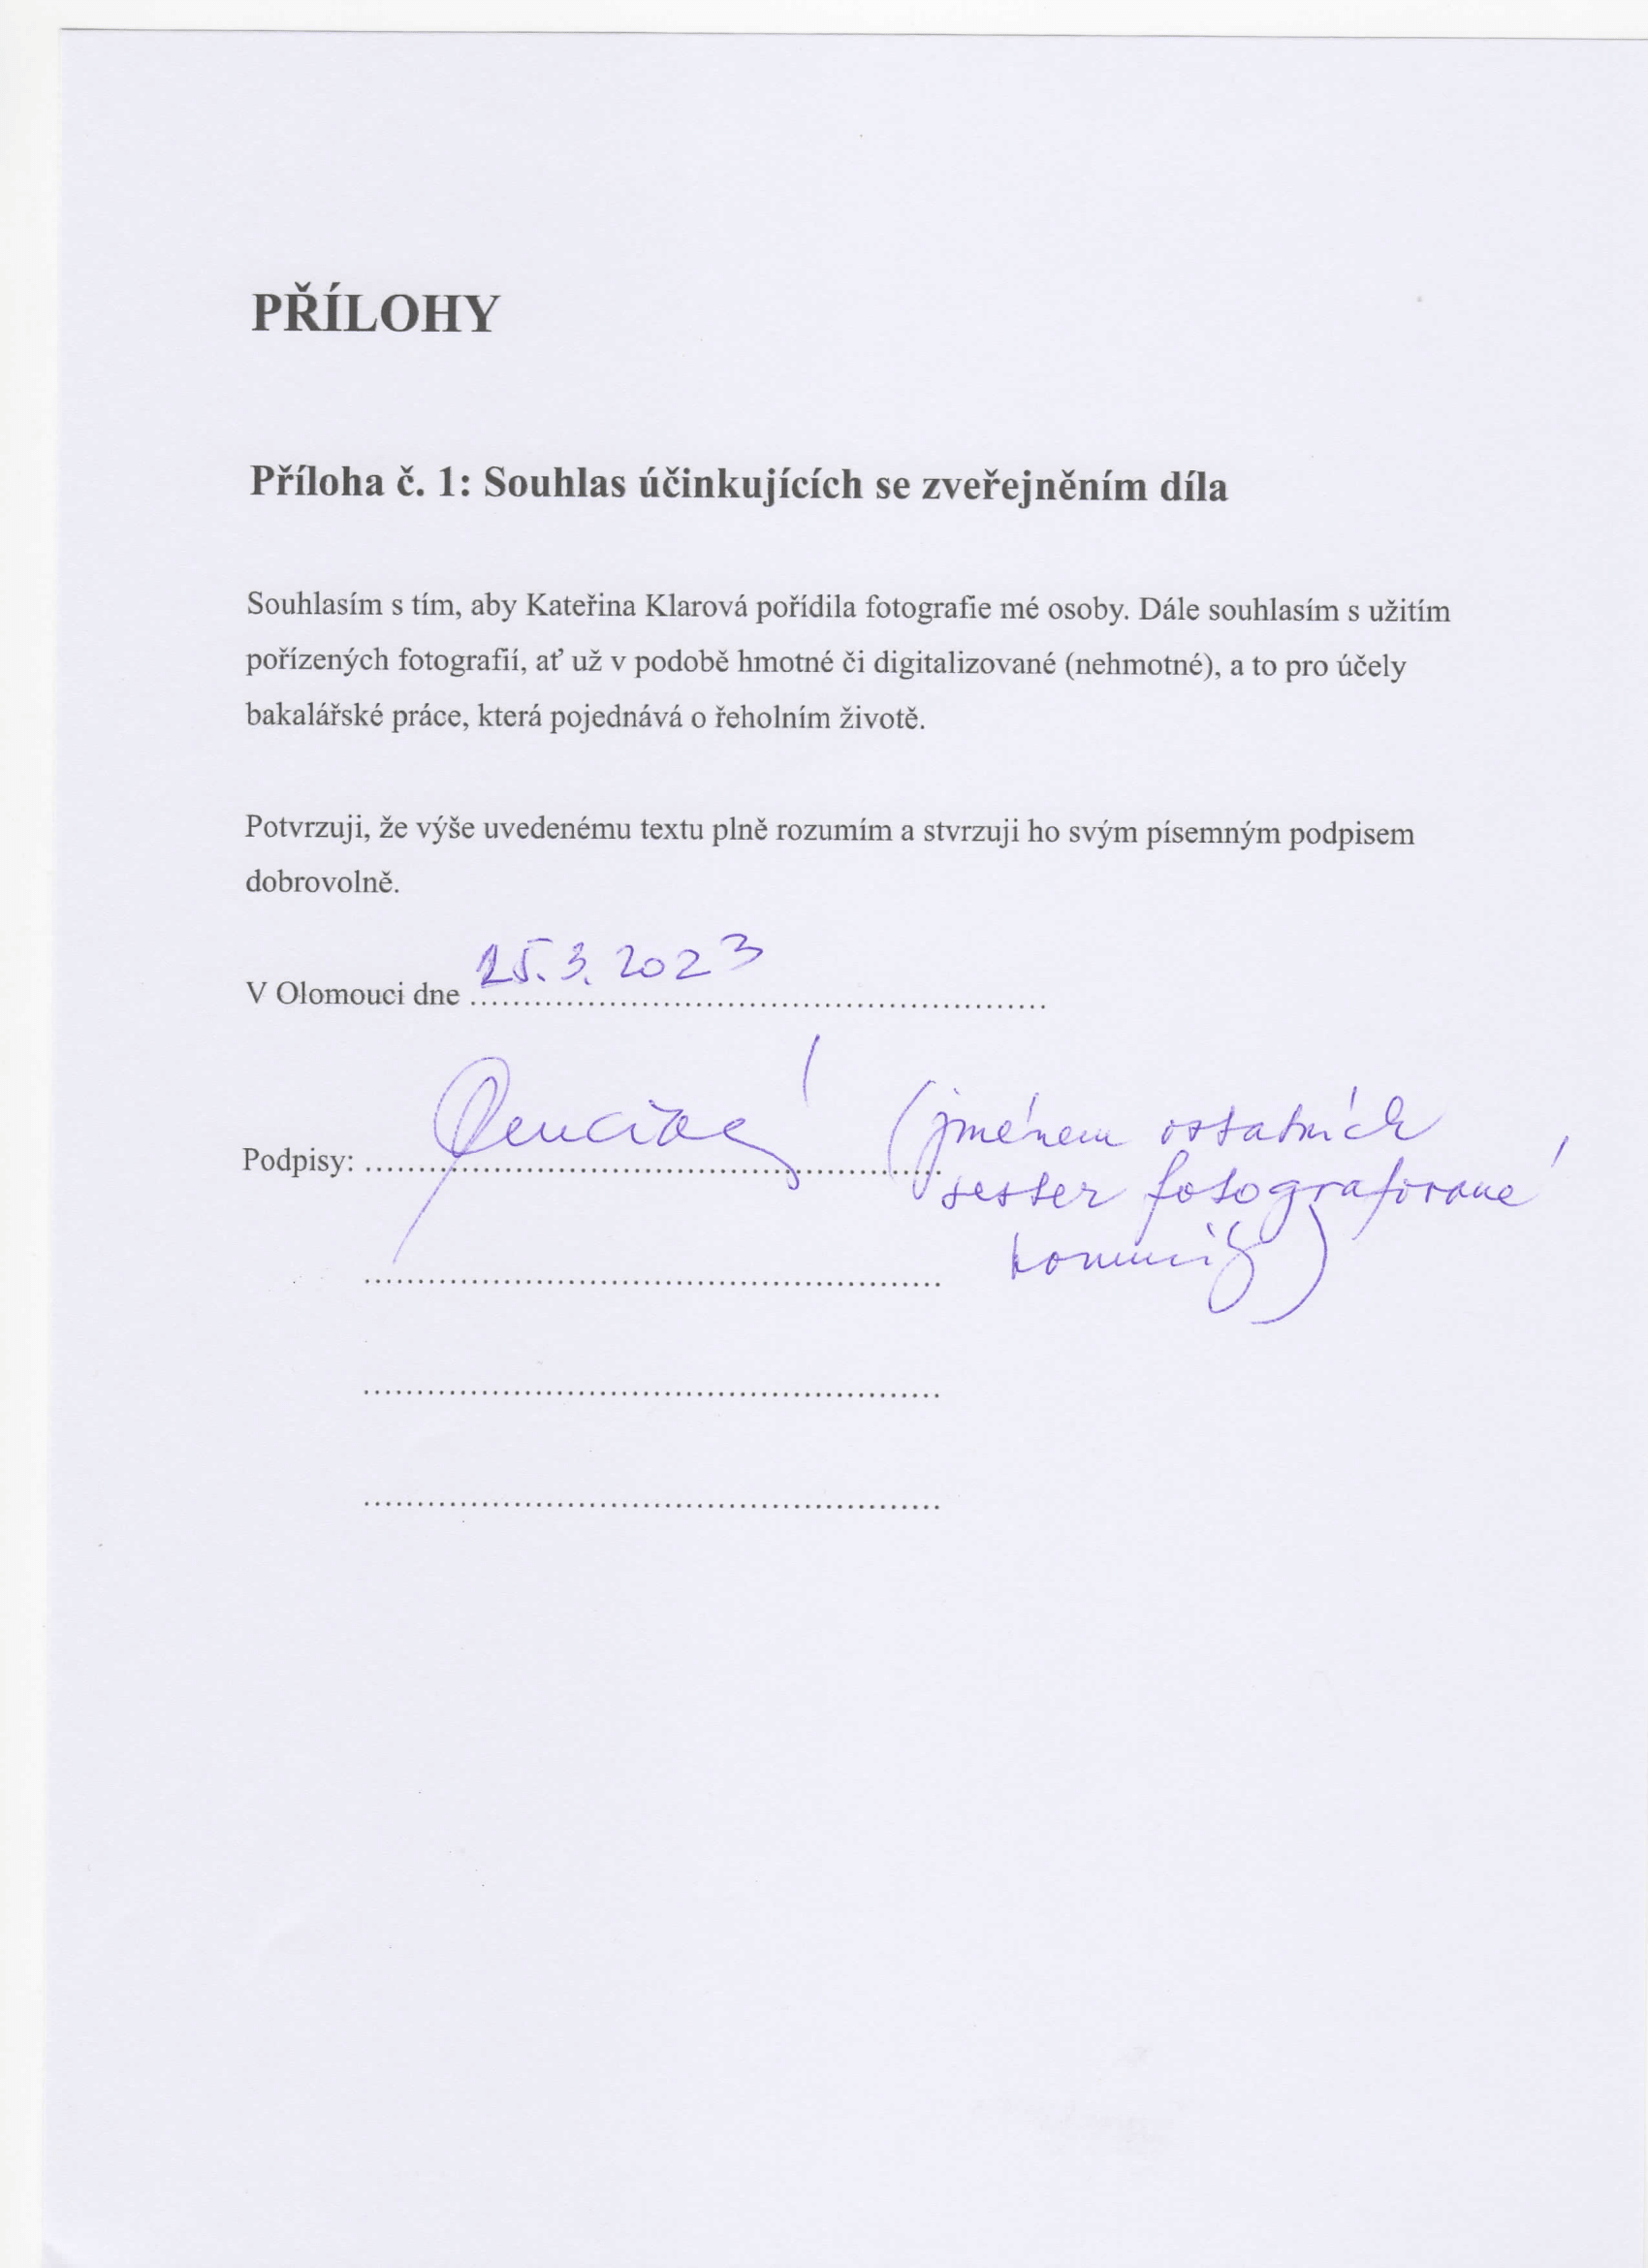 PŘÍLOHY
Příloha č. 1: Souhlas účinkujících se zveřejněním díla
Souhlasím s tím, aby Kateřina Klarová pořídila fotografie mé osoby. Dále souhlasím s užitím
pořízených fotografií, ať už v podobě hmotné či digitalizované (nehmotné), a to pro účely
bakalářské práce, která pojednává o řeholním životě.
Potvrzuji, že výše uvedenému textu plně rozumím a stvrzuji ho svým písemným podpisem
dobrovolně.
V Olomouci dne 25.3.2023
Podpisy: (jménem ostatních
sester fotografované
komunity)